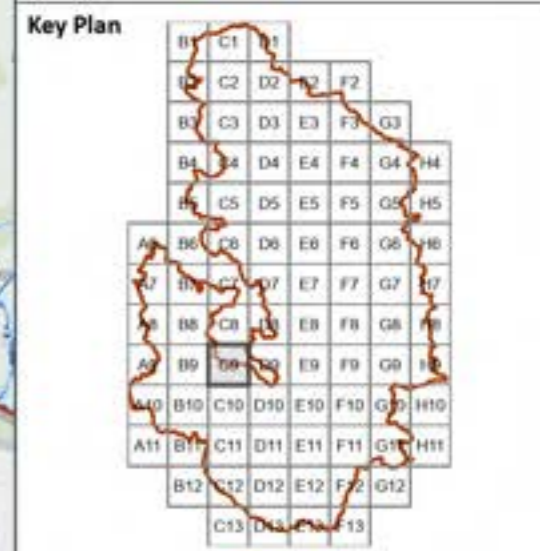 Key Plan
B1 C1 D1
B2 C2 D2 E2 F2
B3 C3 D3 E3 F3 G3
B4 C4 D4 E4 F4 G4 H4
B5 C5 D5 E5 F5 G5 H5
A6 B6 C6 D6 E6 F6 G6 H6
A7 B7 C7 D7 E7 F7 G7 H7
A8 B8 C8 D8 E8 F8 G8 H8
A9 B9 C9 D9 E9 F9 G9 H9
A10 B10 C10 D10 E10 F10 G10 H10
A11 B11 C11 D11 E11 F11 G11 H11
B12 C12 D12 E12 F12 G12
C13 D13 E13 F13